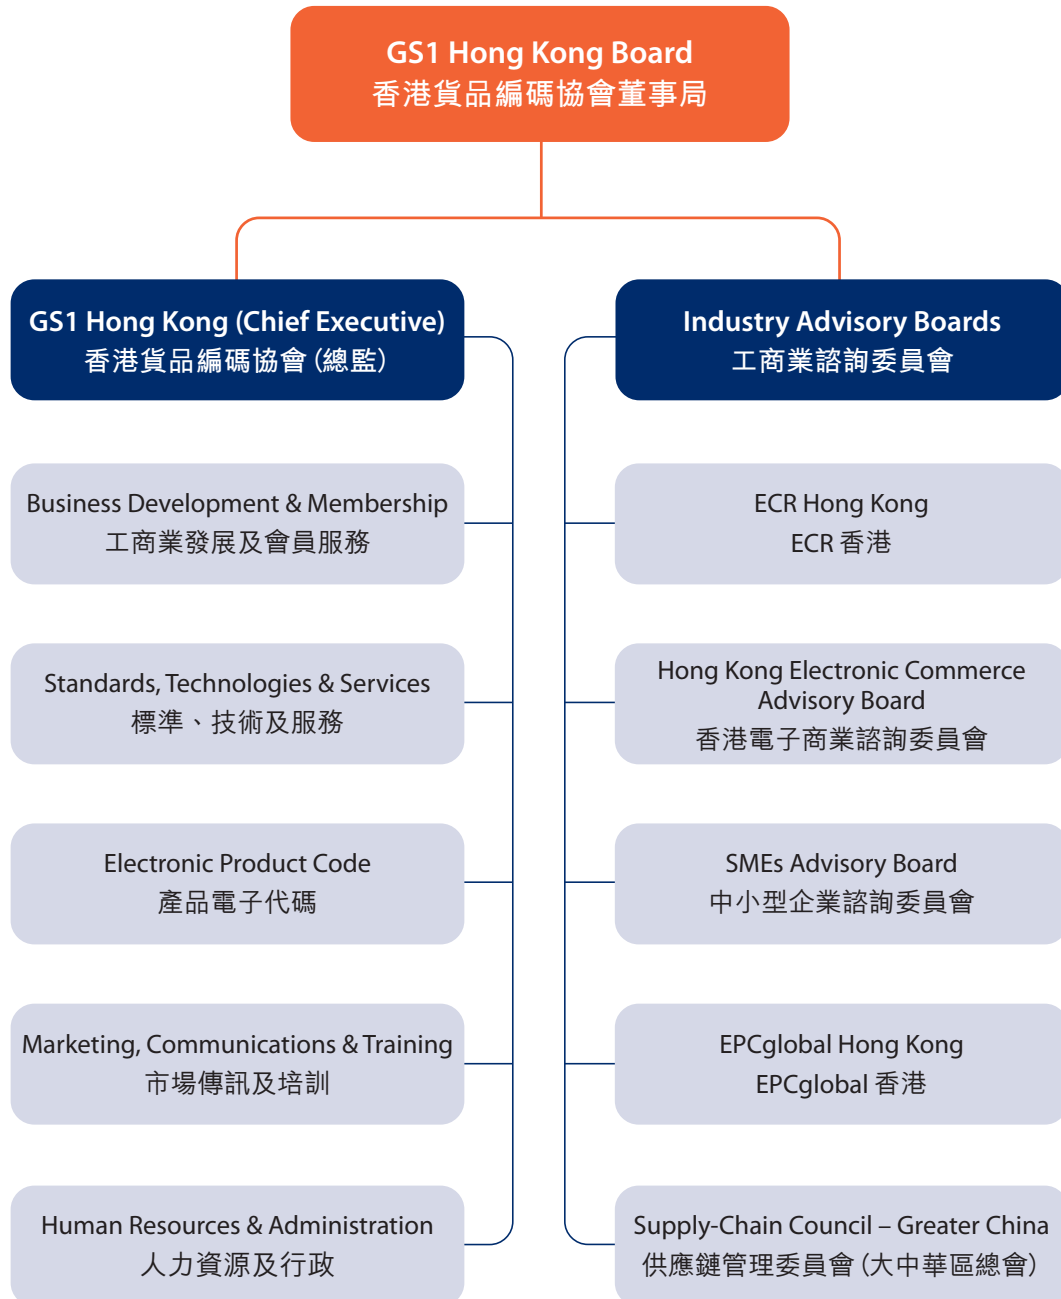 GS1 Hong Kong Board
香港貨品編碼協會董事局
GS1 Hong Kong (Chief Executive)
香港貨品編碼協會（總監）
Business Development & Membership
工商業發展及會員服務
Standards, Technologies & Services
標準、技術及服務
Electronic Product Code
產品電子代碼
Marketing, Communications & Training
市場傳訊及培訓
Human Resources & Administration
人力資源及行政
Industry Advisory Boards
工商業諮詢委員會
ECR Hong Kong
ECR 香港
Hong Kong Electronic Commerce
Advisory Board
香港電子商業諮詢委員會
SMEs Advisory Board
中小型企業諮詢委員會
EPCglobal Hong Kong
EPCglobal 香港
Supply-Chain Council – Greater China
供應鏈管理委員會（大中華區總會）